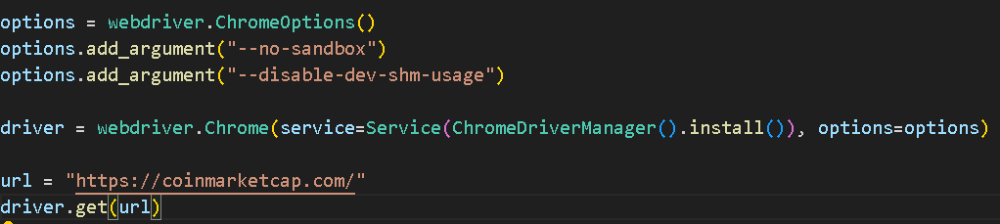 options = webdriver.ChromeOptions()
options.add_argument("--no-sandbox")
options.add_argument("--disable-dev-shm-usage")
driver = webdriver.Chrome(service=Service(ChromeDriverManager().install()), options=options)
url = "https://coinmarketcap.com/"
driver.get(url)